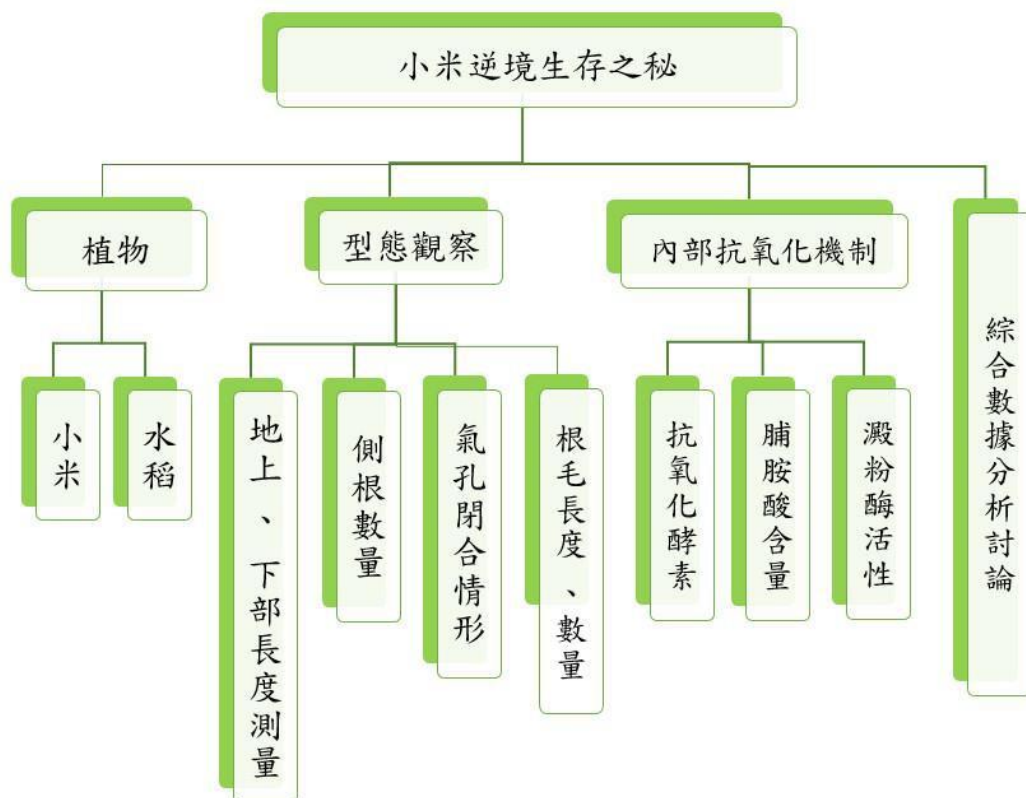 小米逆境生存之秘
植物
型態觀察
內部抗氧化機制
綜合數據分析討論
小米
水稻
地上、下部長度測量
側根數量
氣孔閉合情形
根毛長度、數量
抗氧化酵素
脯胺酸含量
澱粉酶活性